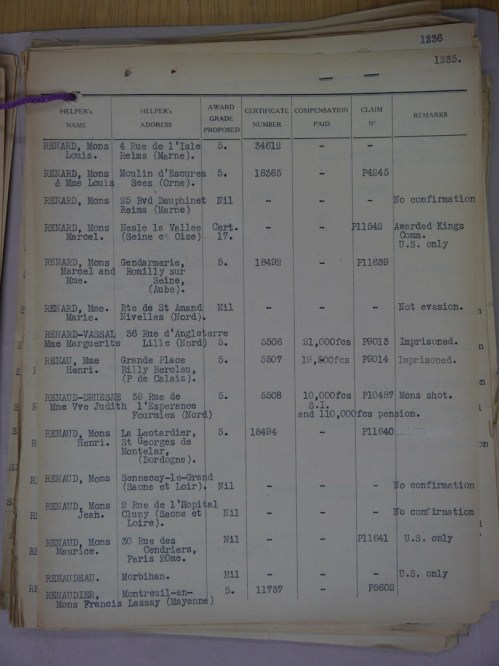 1236
1235.
HELPER's NAME HELPER's ADDRESS AWARD GRADE PROPOSED CERTIFICATE NUMBER COMPENSATION PAID CLAIM Nº REMARKS
RENARD, Mons 4 Rue de l'Isle 5. 34612 - -
Louis. Reims (Marne).
RENARD, Mons Moulin d'Escures 5. 18365 - P4245
& Mme Louis Sees (Orne).
RENARD, Mons 25 Bvd Dauphinet Nil - - - No confirmation
Reims (Marne)
RENARD, Mons Nesle la Vallee Cert. - - P11542 Awarded Kings
Marcel. (Seine et Oise) 17. Comm.
U.S. only
RENARD, Mons Gendarmerie, 5. 18492 - P11639
Marcel and Romilly sur
Mme. Seine,
(Aube).
RENARD, Mme. Rte de St Amand Nil - - - Not evasion.
Marie. Nivelles (Nord).
RENARD-VASSAL 36 Rue d'Angleterre
Mme Marguerite Lille (Nord) 5. 5506 21,000fcs P9013 Imprisoned.
RENAU, Mme Grande Place 5. 5507 P9014 Imprisoned.
Henri. Billy Berclau,
(P de Calais).
RENAUD-DRUESNE 58 Rue de 5. 5508 10,000fcs P10487 Mons shot.
Mme Vve Judith l'Esperance S.I.
Fourmies (Nord) and 110,000fcs pension.
RENAUD, Mons La Leotardier, 5. 18494 - P11640
Henri. St Georges de
Montclar,
(Dordogne).
RENAUD, Mons Sennecey-le-Grand
(Saone et Loir). Nil - - - No confirmation
RENAUD, Mons 2 Rue de l'Hopital
Jean. Cluny (Saone et Nil - - - No confirmation
Loire).
RENAUD, Mons 30 Rue des Nil - - P11641 U.S. only
Maurice. Cendriers,
Paris 20me.
RENAUDEAU. Morbihan. Nil - - - U.S. only
RENAUDIER, Montreuil-en- 5. 11737 - P5602
Mons Francis Lassay (Mayenne)